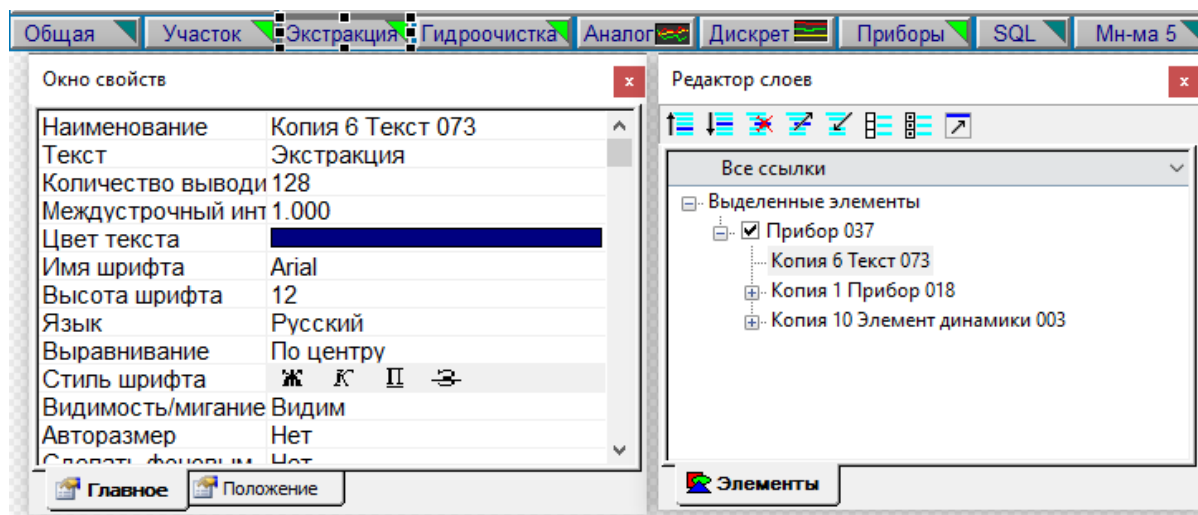 Общая Участок Экстракция Гидроочистка Аналог Дискрет Приборы SQL Мн-ма 5
Окно свойств
Наименование Копия 6 Текст 073
Текст Экстракция
Количество выводи 128
Междустрочный инт 1.000
Цвет текста
Имя шрифта Arial
Высота шрифта 12
Язык Русский
Выравнивание По центру
Стиль шрифта Ж К П З
Видимость/мигание Видим
Авторазмер Нет
Сделать фоновым Нет
Главное Положение
Редактор слоев
Все ссылки
Выделенные элементы
Прибор 037
Копия 6 Текст 073
Копия 1 Прибор 018
Копия 10 Элемент динамики 003
Элементы